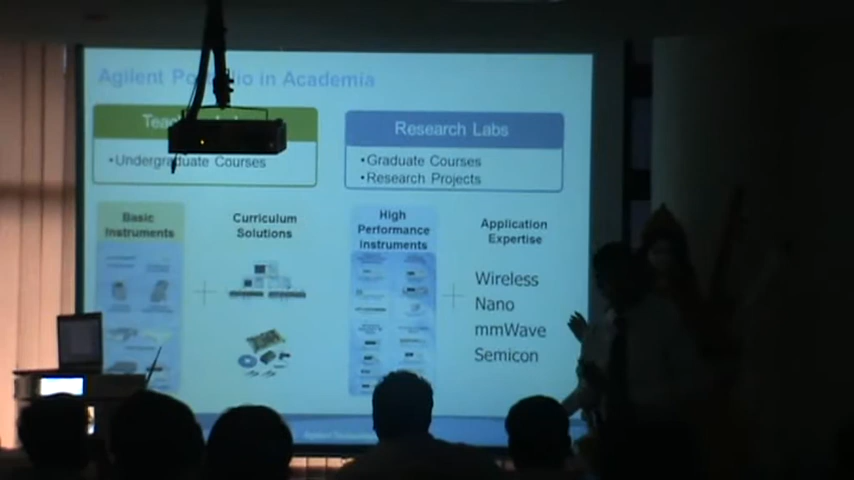 Agilent in Academia
Research Labs
•Undergraduate Courses
•Graduate Courses
•Research Projects
Basic
Instruments
Curriculum
Solutions
High
Performance
Instruments
Application
Expertise
Wireless
Nano
mmWave
Semicon